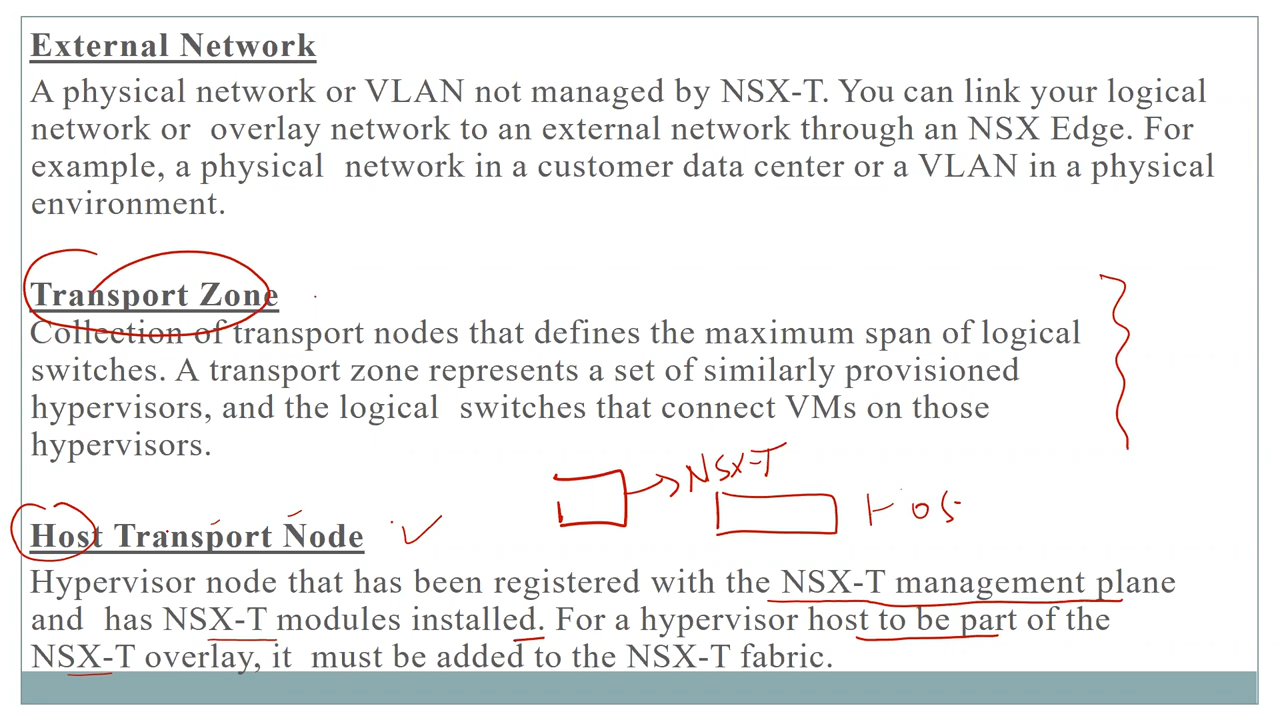 External Network
A physical network or VLAN not managed by NSX-T. You can link your logical
network or overlay network to an external network through an NSX Edge. For
example, a physical network in a customer data center or a VLAN in a physical
environment.
Transport Zone
Collection of transport nodes that defines the maximum span of logical
switches. A transport zone represents a set of similarly provisioned
hypervisors, and the logical switches that connect VMs on those
hypervisors.
NSX-T
HOS
Host Transport Node
Hypervisor node that has been registered with the NSX-T management plane
and has NSX-T modules installed. For a hypervisor host to be part of the
NSX-T overlay, it must be added to the NSX-T fabric.